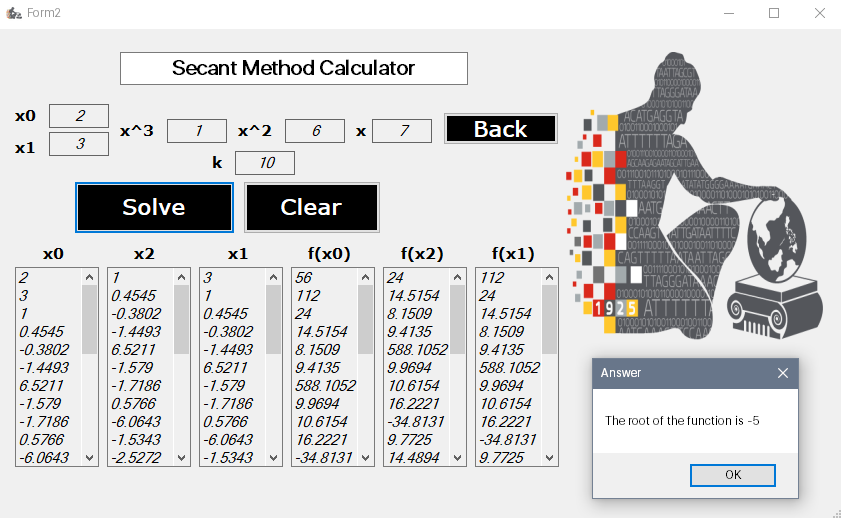 Form2
Secant Method Calculator
x0 2
x1 3
x^3 1 x^2 6 x 7
k 10
Back
Solve Clear
x0 x2 x1 f(x0) f(x2) f(x1)
2 1 3 56 24 112
3 0.4545 1 112 14.5154 24
1 -0.3802 0.4545 24 8.1509 14.5154
0.4545 -1.4493 -0.3802 14.5154 9.4135 8.1509
-0.3802 6.5211 -1.4493 8.1509 588.1052 9.4135
-1.4493 -1.579 6.5211 9.4135 9.9694 588.1052
6.5211 -1.7186 -1.579 588.1052 10.6154 9.9694
-1.579 0.5766 -1.7186 9.9694 16.2221 10.6154
-1.7186 -6.0643 0.5766 10.6154 -34.8131 16.2221
0.5766 -1.5343 -6.0643 16.2221 9.7725 -34.8131
-6.0643 -2.5272 -1.5343 -34.8131 14.4894 9.7725
1925
Answer
The root of the function is -5
OK